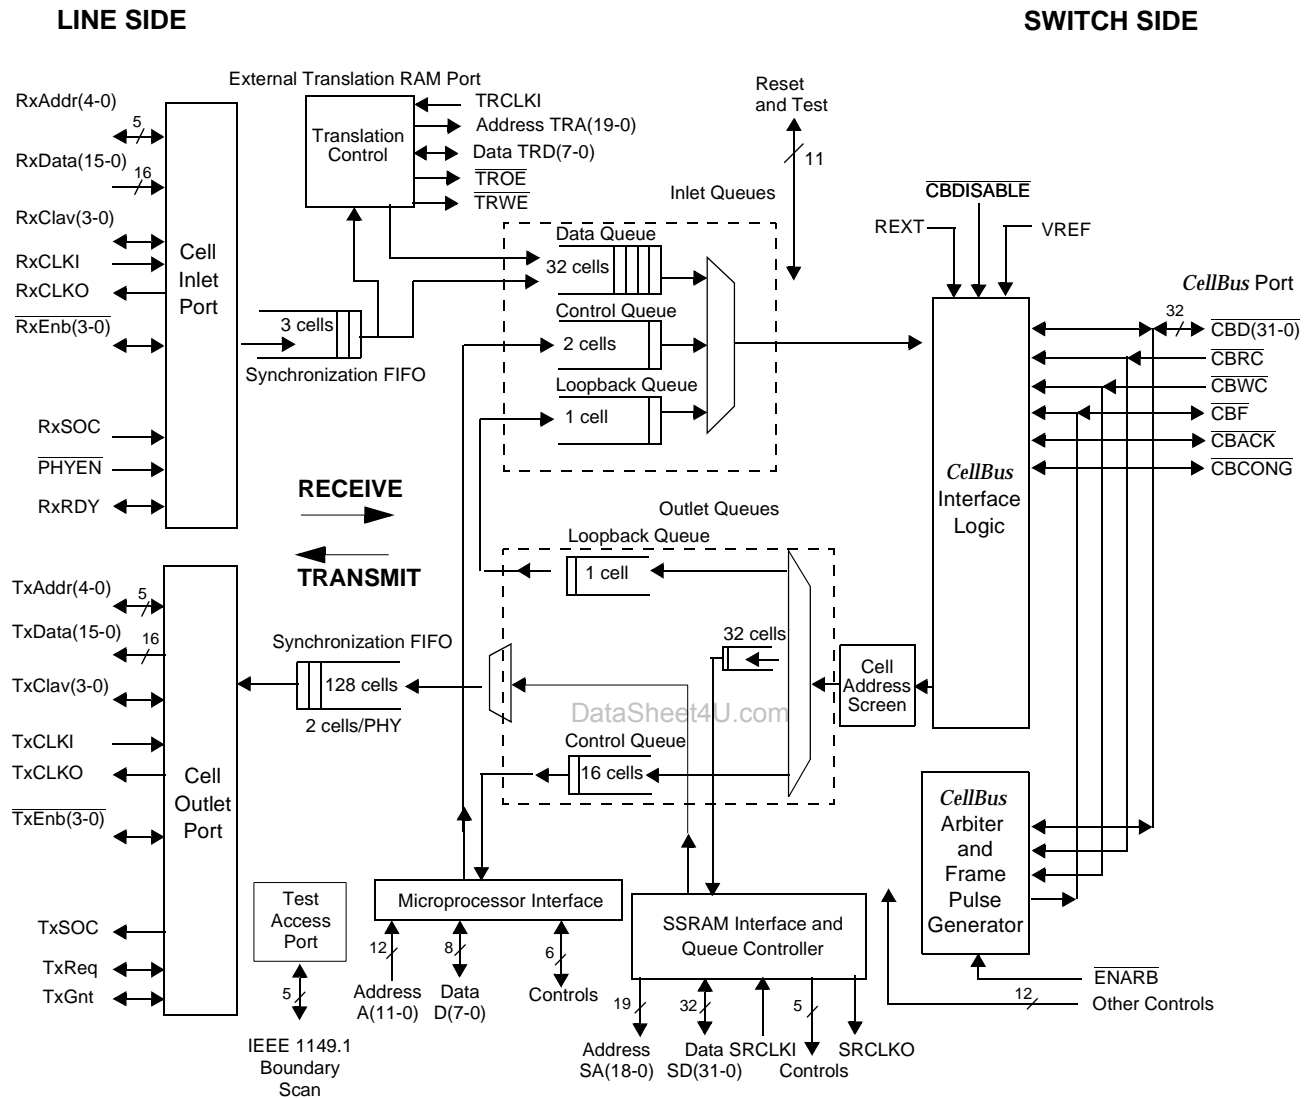 LINE SIDE
SWITCH SIDE
External Translation RAM Port
RxAddr(4-0)
5
RxData(15-0)
16
RxClav(3-0)
RxCLKI
RxCLKO
RxEnb(3-0)
RxSOC
PHYEN
RxRDY
Cell
Inlet
Port
Translation
Control
TRCLKI
Address TRA(19-0)
Data TRD(7-0)
TROE
TRWE
3 cells
Synchronization FIFO
Reset
and Test
11
Inlet Queues
Data Queue
32 cells
Control Queue
2 cells
Loopback Queue
1 cell
CBDISABLE
REXT
VREF
CellBus Port
32
CBD(31-0)
CBRC
CBWC
CBF
CBACK
CBCONG
CellBus
Interface
Logic
RECEIVE
TRANSMIT
Outlet Queues
Loopback Queue
1 cell
32 cells
Cell
Address
Screen
DataSheet4U.com
Control Queue
16 cells
Synchronization FIFO
128 cells
2 cells/PHY
TxAddr(4-0)
5
TxData(15-0)
16
TxClav(3-0)
TxCLKI
TxCLKO
TxEnb(3-0)
TxSOC
TxReq
TxGnt
Cell
Outlet
Port
CellBus
Arbiter
and
Frame
Pulse
Generator
ENARB
12
Other Controls
Test
Access
Port
5
IEEE 1149.1
Boundary
Scan
Microprocessor Interface
12
8
6
Address
A(11-0)
Data
D(7-0)
Controls
SSRAM Interface and
Queue Controller
19
32
5
Address
SA(18-0)
Data
SD(31-0)
SRCLKI
Controls
SRCLKO